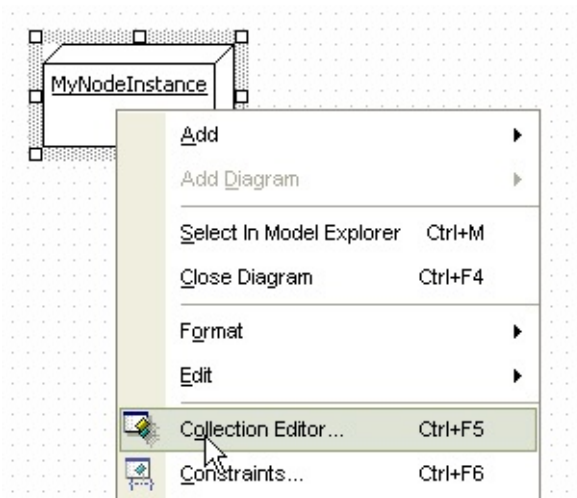 MyNodeInstance
Add
Add Diagram
Select In Model Explorer Ctrl+M
Close Diagram Ctrl+F4
Format
Edit
Collection Editor... Ctrl+F5
Constraints... Ctrl+F6